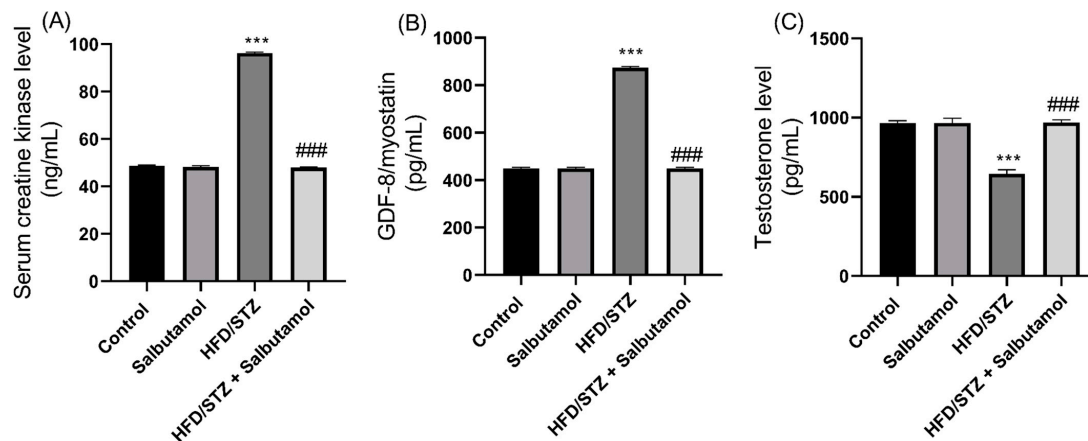 (A)
Serum creatine kinase level
(ng/mL)
100
80
60
40
20
0
***
###
Control
Salbutamol
HFD/STZ
HFD/STZ + Salbutamol
(B)
GDF-8/myostatin
(pg/mL)
1000
800
600
400
200
0
***
###
Control
Salbutamol
HFD/STZ
HFD/STZ + Salbutamol
(C)
Testosterone level
(pg/mL)
1500
1000
500
0
***
###
Control
Salbutamol
HFD/STZ
HFD/STZ + Salbutamol